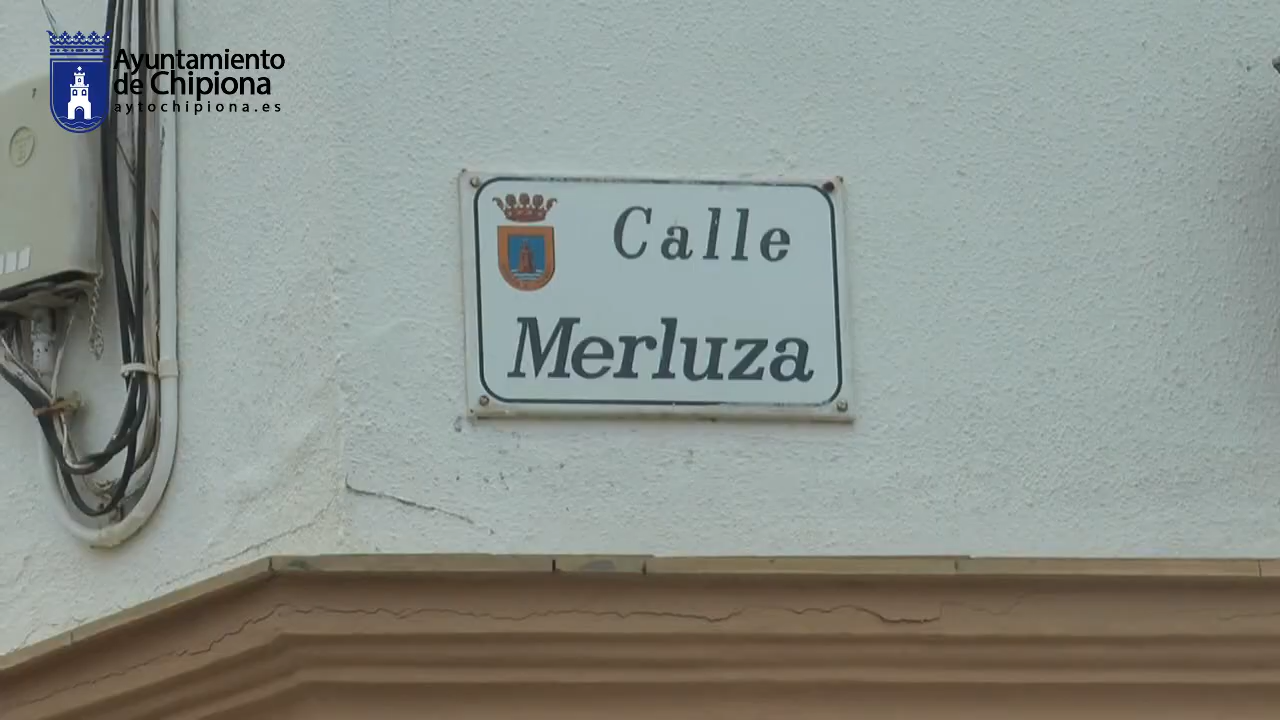 Ayuntamiento
de Chipiona
aytochipiona.es
Calle
Merluza